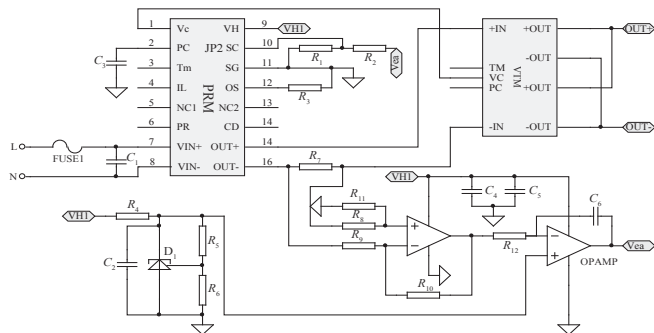 1 Vc VH 9 VH1
2 PC JP2 SC 10
3 Tm SG 11
4 IL OS 12
5 NC1 NC2 13
6 PR CD 14
7 VIN+ OUT+ 14
8 VIN- OUT- 16
PRM
C3
R1
R2
Vea
R3
+IN +OUT OUT+
-OUT
TM
VC
PC +OUT
-IN -OUT OUT-
VTM
L
FUSE1
C1
N
R7
VH1
R4
R11
R8
R9
R10
VH1
C4
C5
C6
R12
Vea
OPAMP
C2
D1
R5
R6
+
−
−
+